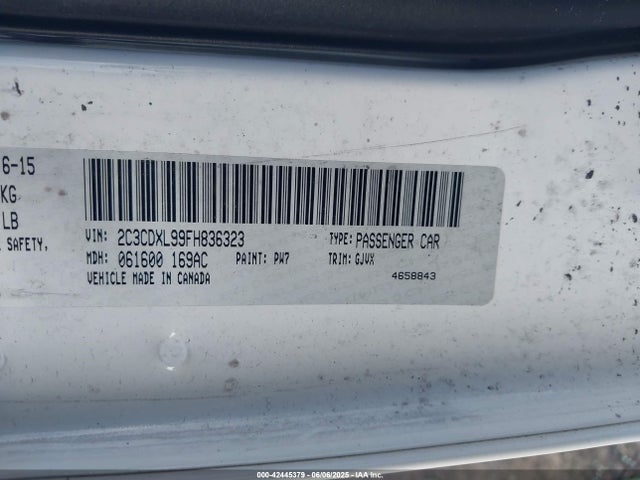 6-15
KG
LB
SAFETY,
VIN: 2C3CDXL99FH836323 TYPE: PASSENGER CAR
MDH: 061600 169AC PAINT: PW7 TRIM: GJVX
VEHICLE MADE IN CANADA 4658843
000-42445379 - 06/06/2025 - IAA Inc.